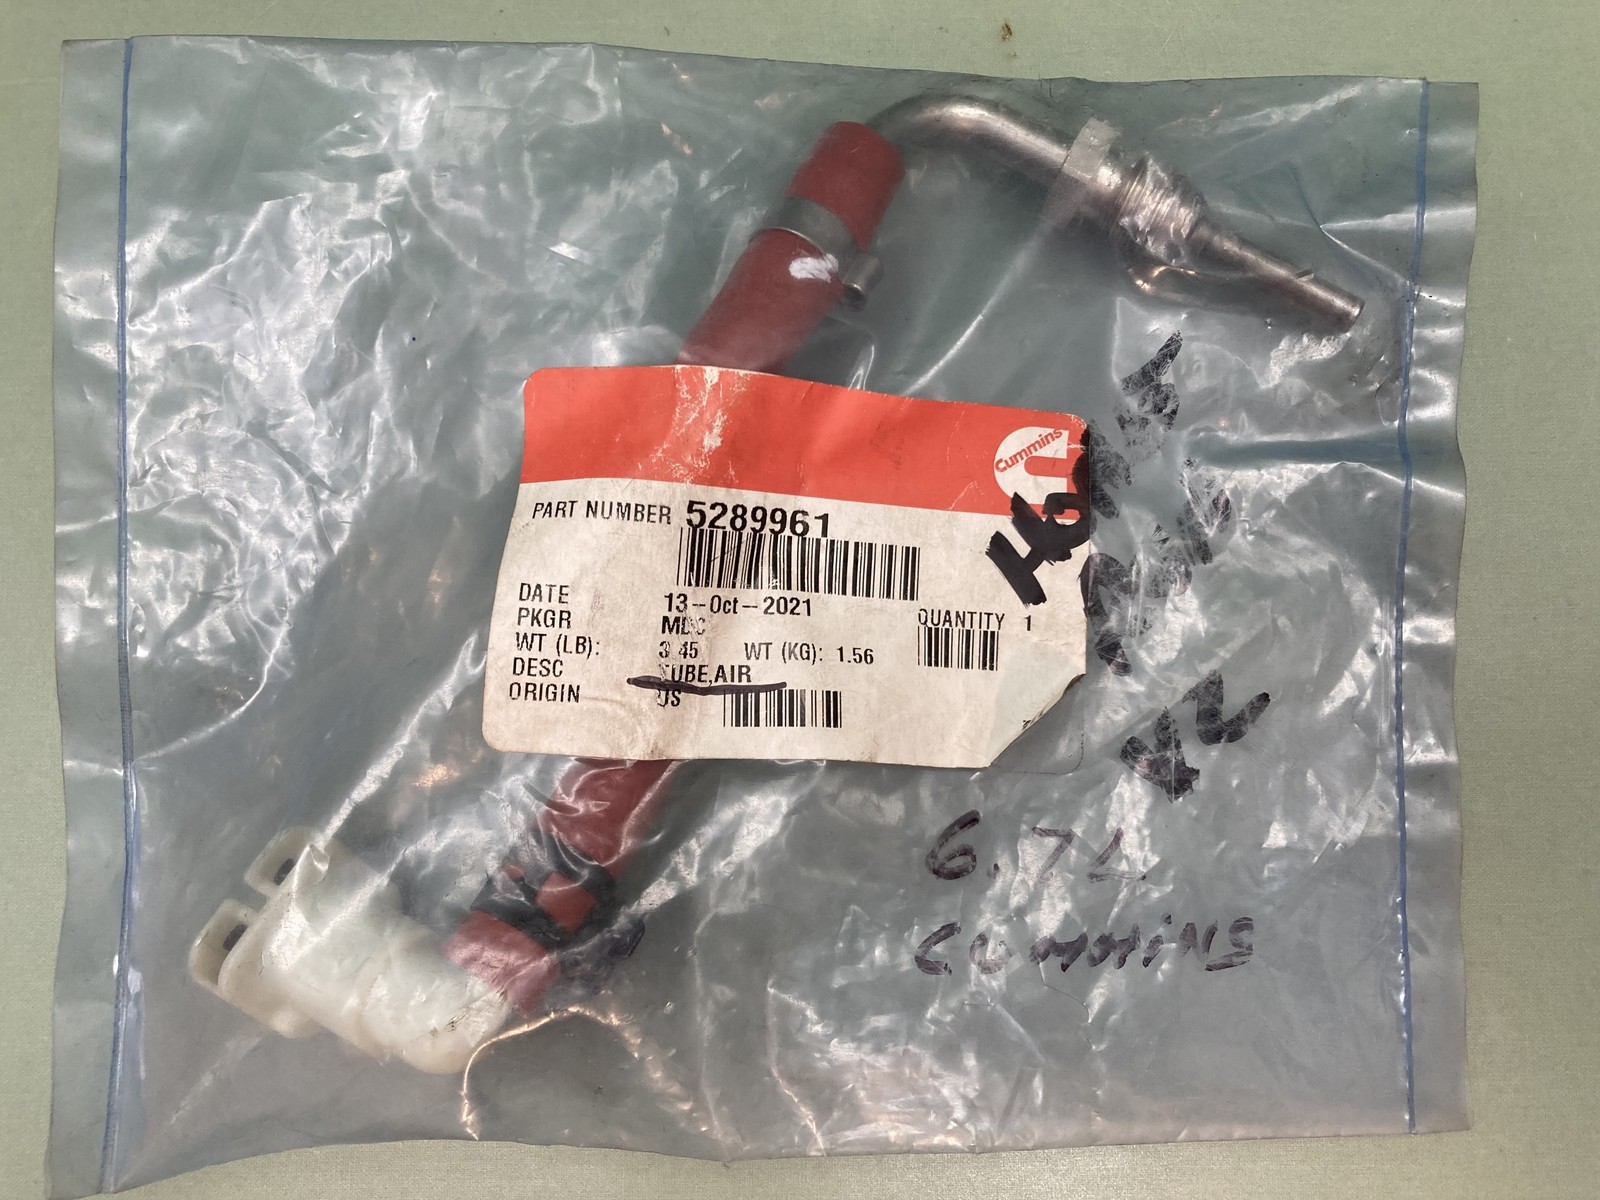 Cummins
PART NUMBER 5289961
DATE 13-Oct-2021
PKGR
QUANTITY 1
WT (LB): 3.45 WT (KG): 1.56
DESC TUBE,AIR
ORIGIN US
6.7L
CUMMINS